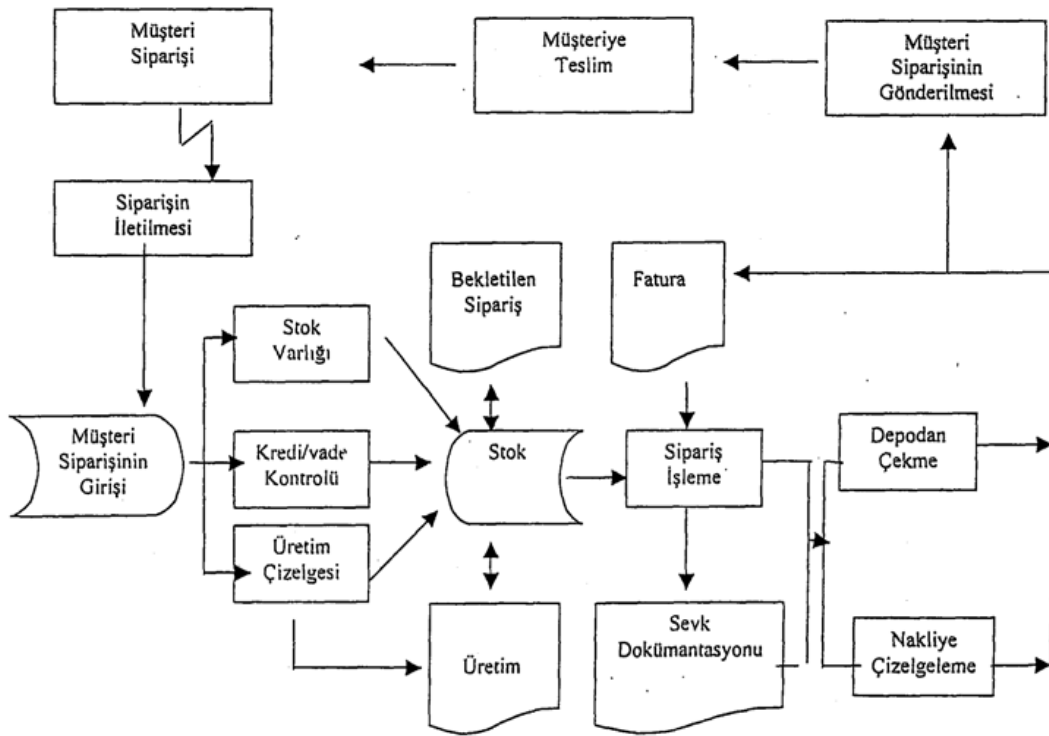 Müşteri
Siparişi
Müşteriye
Teslim
Müşteri
Siparişinin
Gönderilmesi
Siparişin
İletilmesi
Bekletilen
Sipariş
Fatura
Stok
Varlığı
Müşteri
Siparişinin
Girişi
Kredi/vade
Kontrolü
Stok
Sipariş
İşleme
Depodan
Çekme
Üretim
Çizelgesi
Üretim
Sevk
Dokümantasyonu
Nakliye
Çizelgeleme